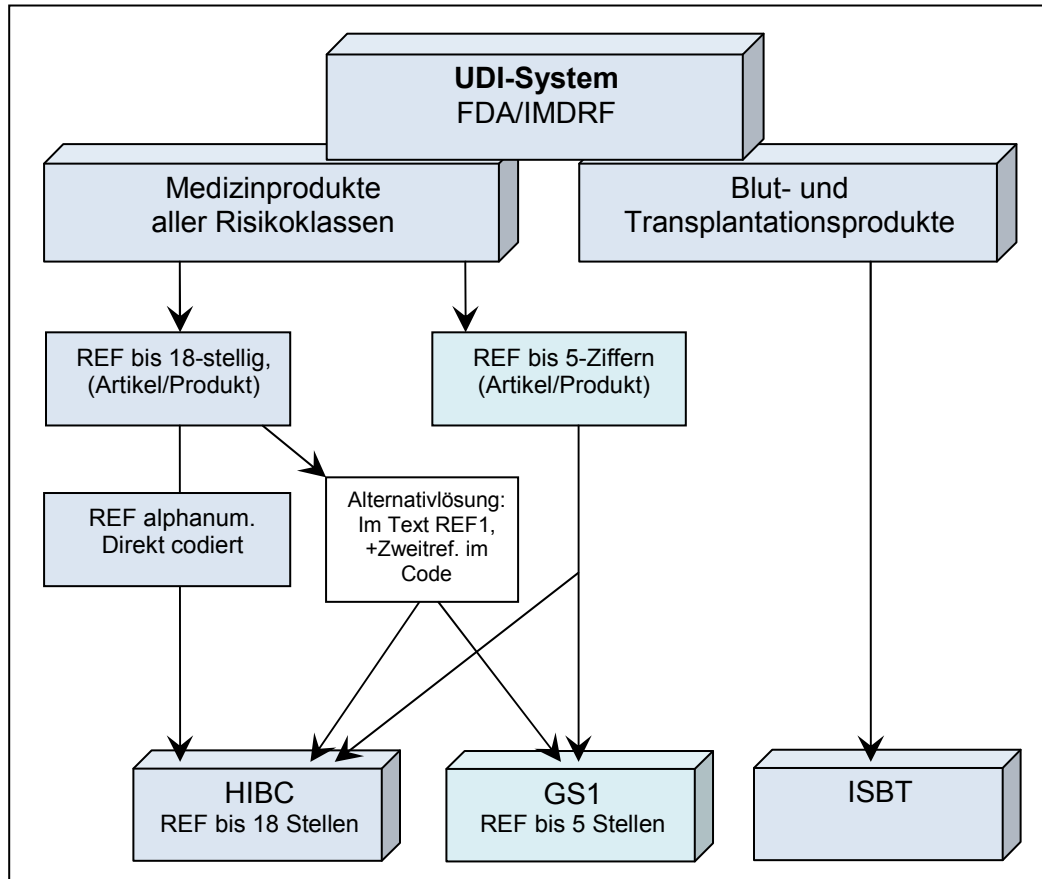 UDI-System
FDA/IMDRF
Medizinprodukte
aller Risikoklassen
Blut- und
Transplantationsprodukte
REF bis 18-stellig,
(Artikel/Produkt)
REF bis 5-Ziffern
(Artikel/Produkt)
REF alphanum.
Direkt codiert
Alternativlösung:
Im Text REF1,
+Zweitref. im
Code
HIBC
REF bis 18 Stellen
GS1
REF bis 5 Stellen
ISBT